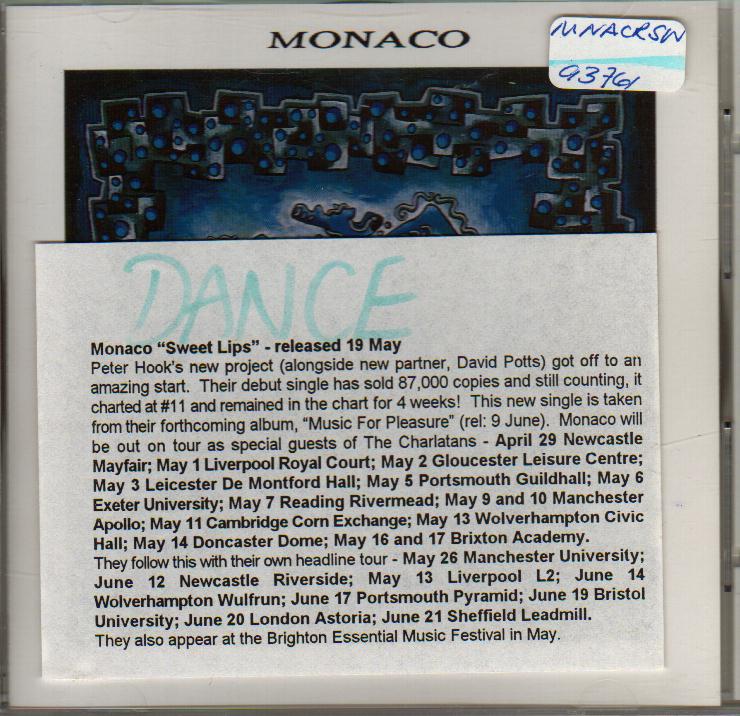 MONACO
MNACRSW
9376d
DANCE
Monaco “Sweet Lips” - released 19 May
Peter Hook's new project (alongside new partner, David Potts) got off to an
amazing start. Their debut single has sold 87,000 copies and still counting, it
charted at #11 and remained in the chart for 4 weeks! This new single is taken
from their forthcoming album, “Music For Pleasure” (rel: 9 June). Monaco will
be out on tour as special guests of The Charlatans - April 29 Newcastle
Mayfair; May 1 Liverpool Royal Court; May 2 Gloucester Leisure Centre;
May 3 Leicester De Montford Hall; May 5 Portsmouth Guildhall; May 6
Exeter University; May 7 Reading Rivermead; May 9 and 10 Manchester
Apollo; May 11 Cambridge Corn Exchange; May 13 Wolverhampton Civic
Hall; May 14 Doncaster Dome; May 16 and 17 Brixton Academy.
They follow this with their own headline tour - May 26 Manchester University;
June 12 Newcastle Riverside; May 13 Liverpool L2; June 14
Wolverhampton Wulfrun; June 17 Portsmouth Pyramid; June 19 Bristol
University; June 20 London Astoria; June 21 Sheffield Leadmill.
They also appear at the Brighton Essential Music Festival in May.